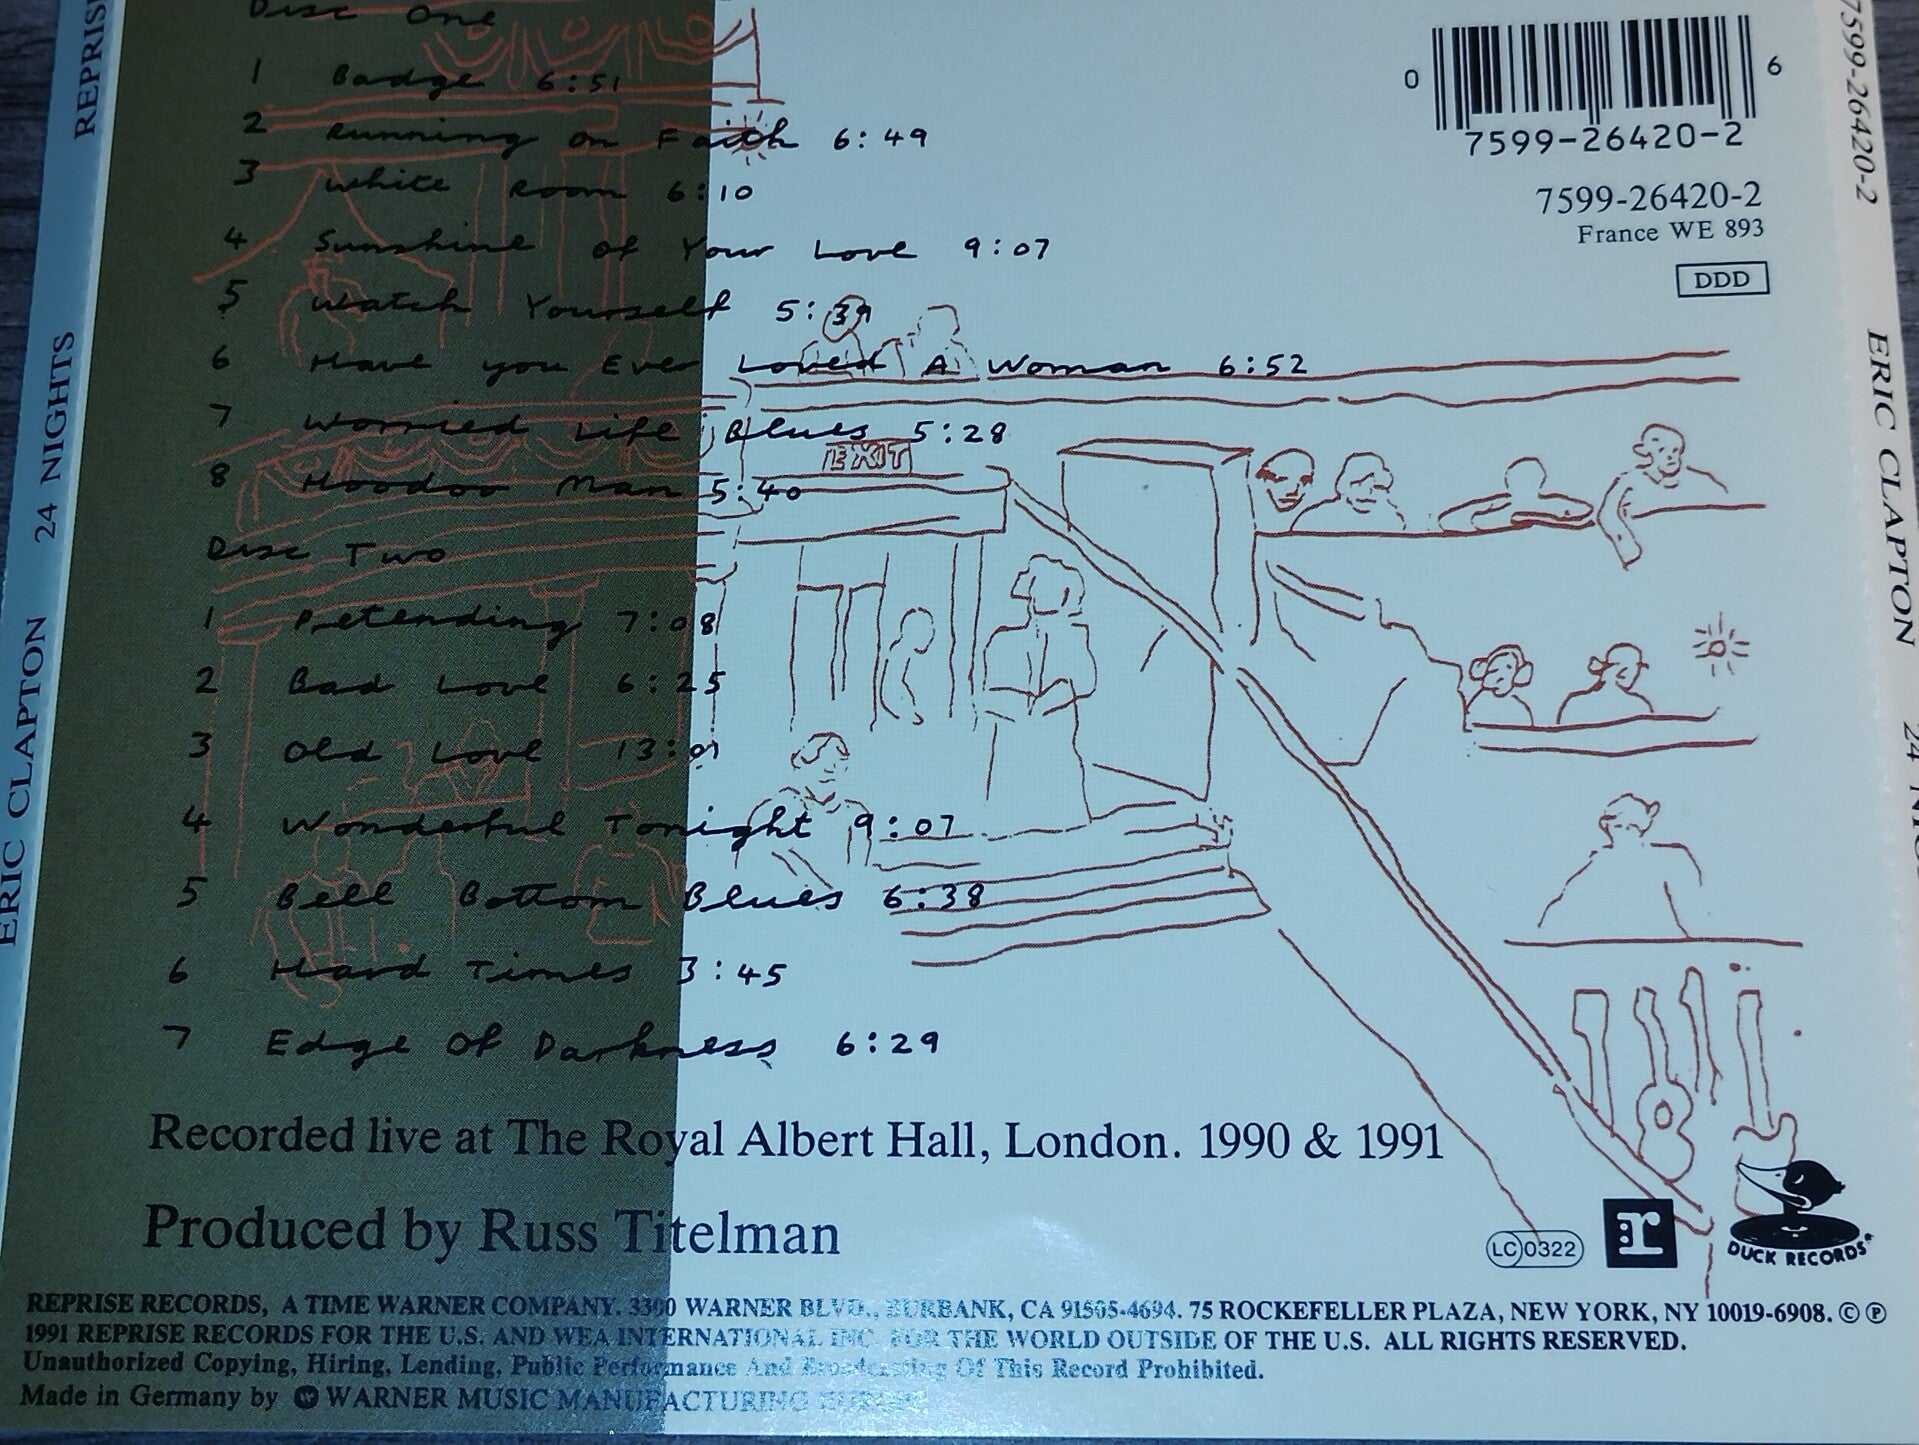 Disc One
1 Badge 6:51
2 Running on Faith 6:49
3 White Room 6:10
4 Sunshine of Your Love 9:07
5 Watch Yourself 5:39
6 Have you Ever Loved A Woman 6:52
7 Worried Life Blues 5:28
8 Hoodoo Man 5:40
Disc Two
1 Pretending 7:08
2 Bad Love 6:25
3 Old Love 13:07
4 Wonderful Tonight 9:07
5 Bell Bottom Blues 6:38
6 Hard Times 3:45
7 Edge Of Darkness 6:29
Recorded live at The Royal Albert Hall, London. 1990 & 1991
Produced by Russ Titelman
REPRISE RECORDS, A TIME WARNER COMPANY. 3300 WARNER BLVD., BURBANK, CA 91505-4694. 75 ROCKEFELLER PLAZA, NEW YORK, NY 10019-6908. © ℗
1991 REPRISE RECORDS FOR THE U.S. AND WEA INTERNATIONAL INC. FOR THE WORLD OUTSIDE OF THE U.S. ALL RIGHTS RESERVED.
Unauthorized Copying, Hiring, Lending, Public Performance And Broadcasting Of This Record Prohibited.
Made in Germany by WARNER MUSIC MANUFACTURING EUROPE
0 7599-26420-2 6
7599-26420-2
France WE 893
DDD
EXIT
LC 0322
r
DUCK RECORDS
ERIC CLAPTON 24 NIGHTS REPRIS
7599-26420-2 ERIC CLAPTON 24